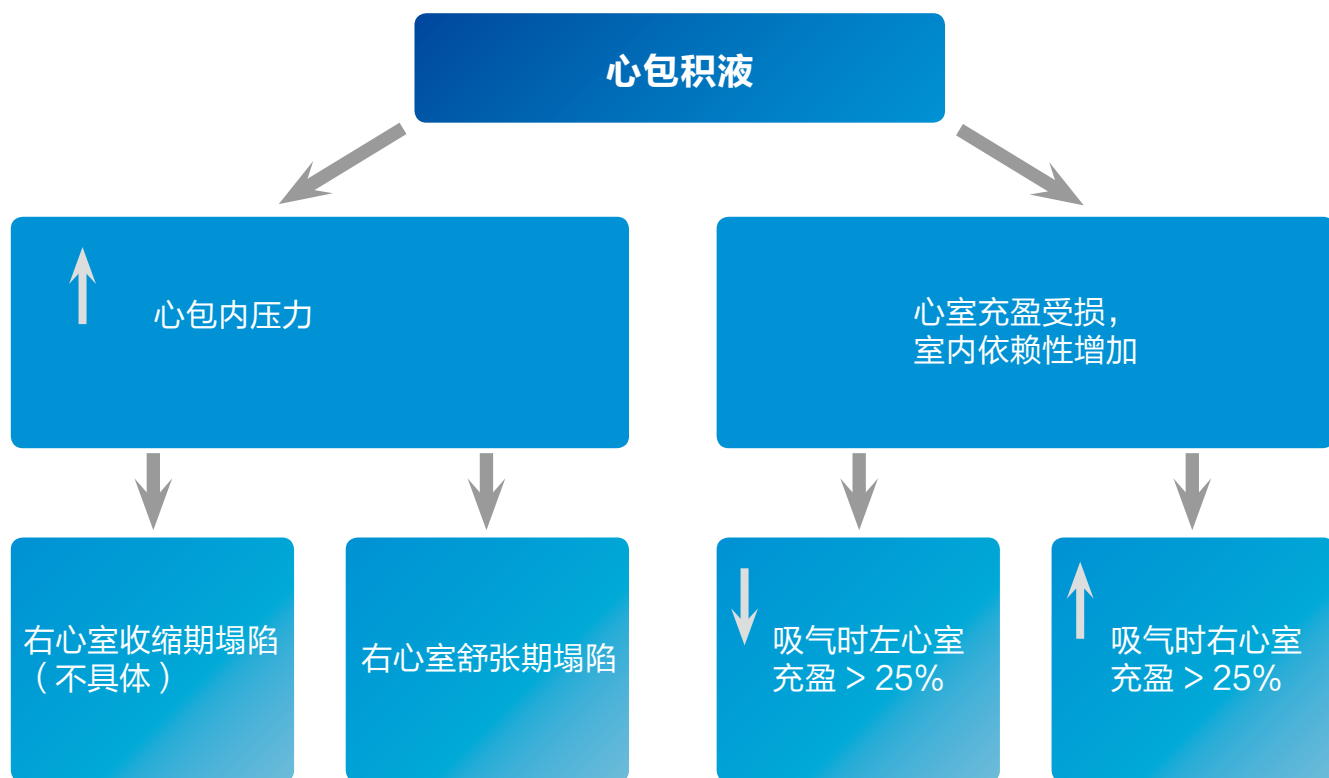 心包积液
心包内压力
心室充盈受损，
室内依赖性增加
右心室收缩期塌陷
（不具体）
右心室舒张期塌陷
吸气时左心室
充盈 > 25%
吸气时右心室
充盈 > 25%